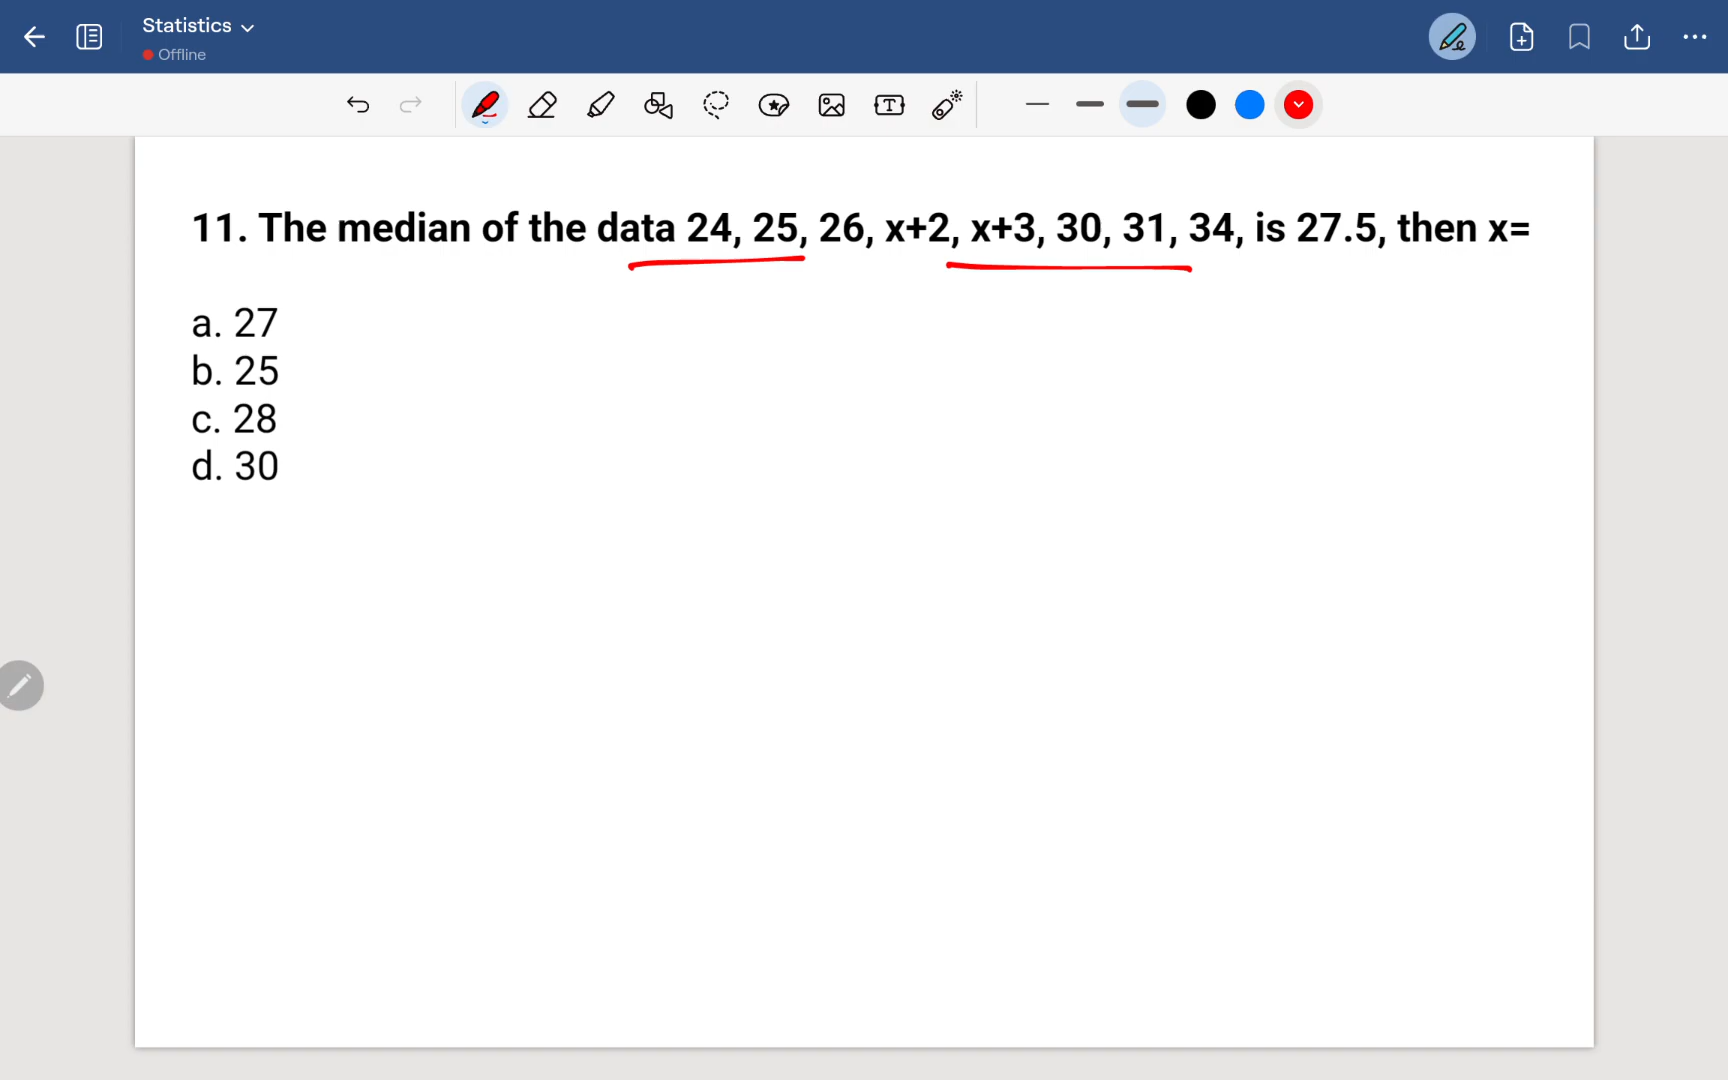 Statistics
Offline
11. The median of the data 24, 25, 26, x+2, x+3, 30, 31, 34, is 27.5, then x=
a. 27
b. 25
c. 28
d. 30